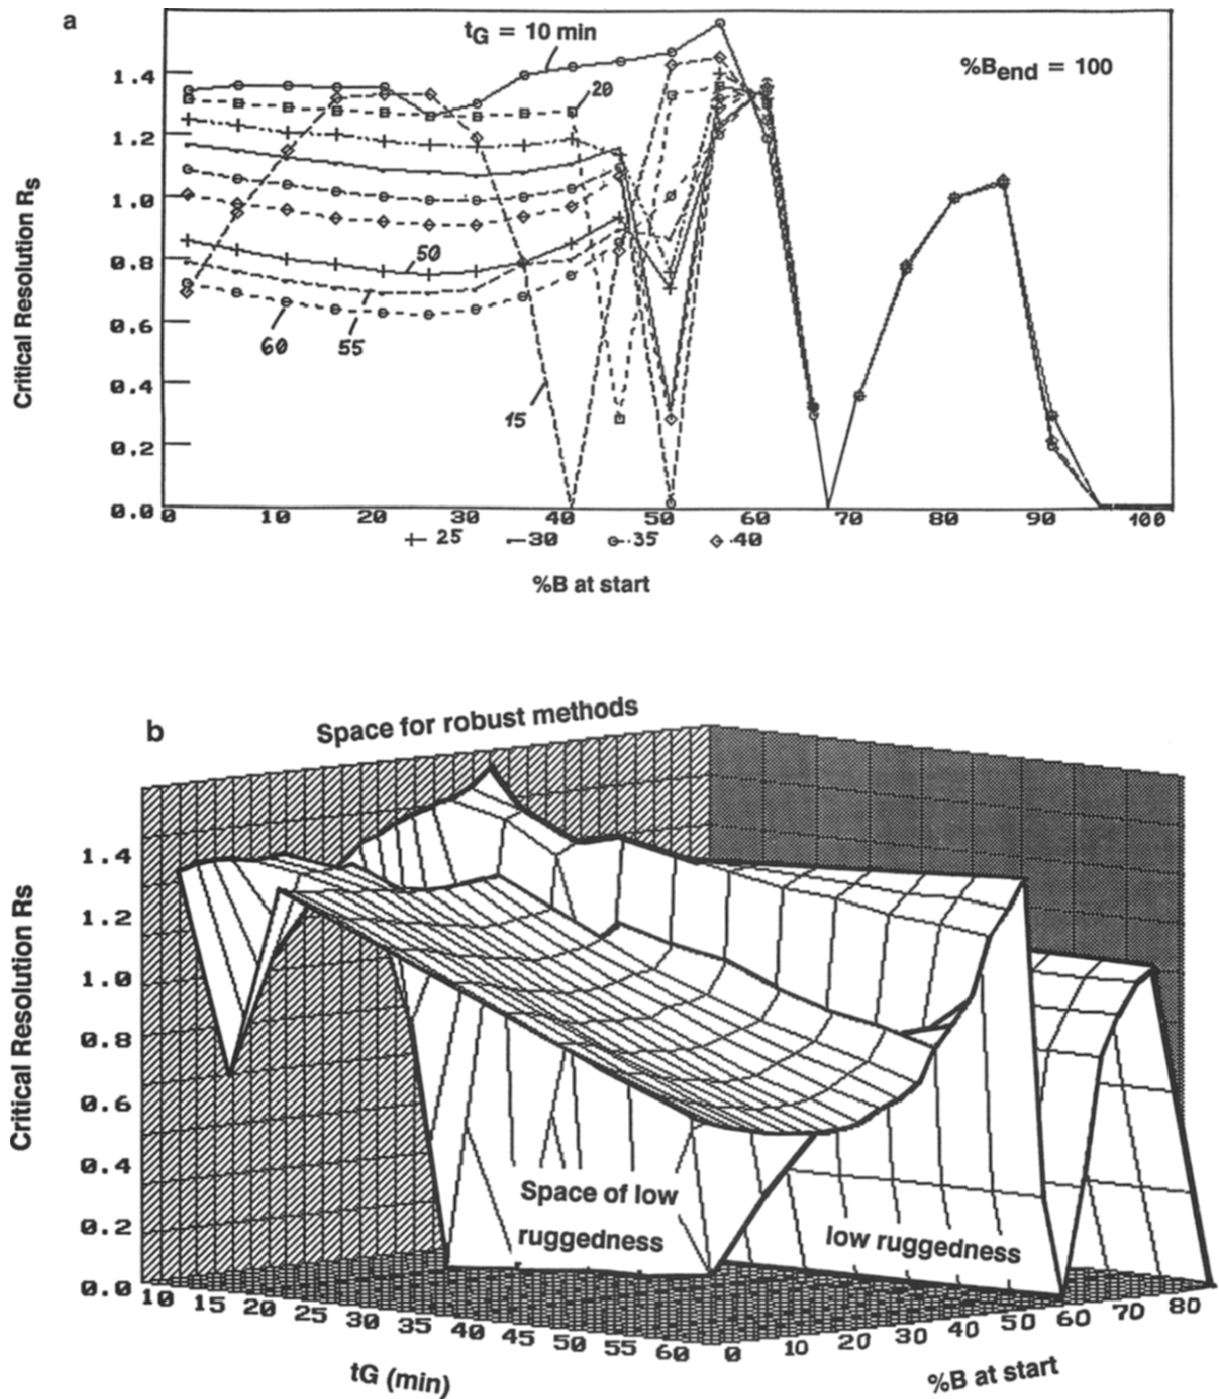 a
tG = 10 min
%Bend = 100
20
1.4
1.2
1.0
0.8
0.6
0.4
0.2
0.0
Critical Resolution Rs
50
60
55
15
0 10 20 30 40 50 60 70 80 90 100
25 30 35 40
%B at start
b
Space for robust methods
1.4
1.2
1.0
0.8
0.6
0.4
0.2
0.0
Critical Resolution Rs
Space of low
ruggedness
low ruggedness
10 15 20 25 30 35 40 45 50 55 60
0 10 20 30 40 50 60 70 80
tG (min)
%B at start